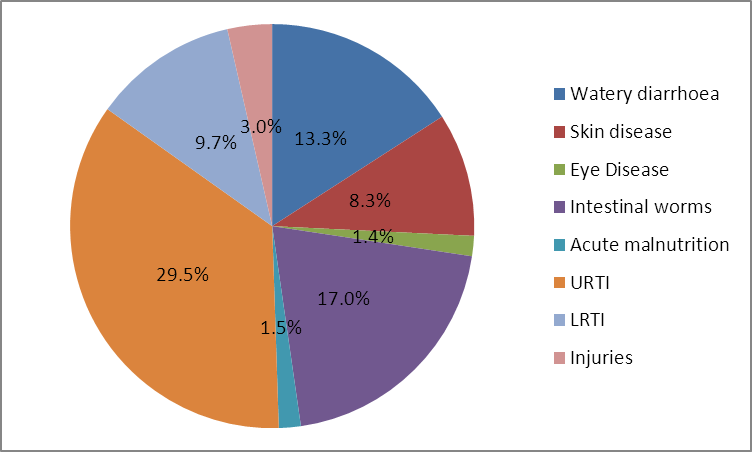 3.0%
9.7%
13.3%
8.3%
1.4%
29.5%
17.0%
1.5%
Watery diarrhoea
Skin disease
Eye Disease
Intestinal worms
Acute malnutrition
URTI
LRTI
Injuries